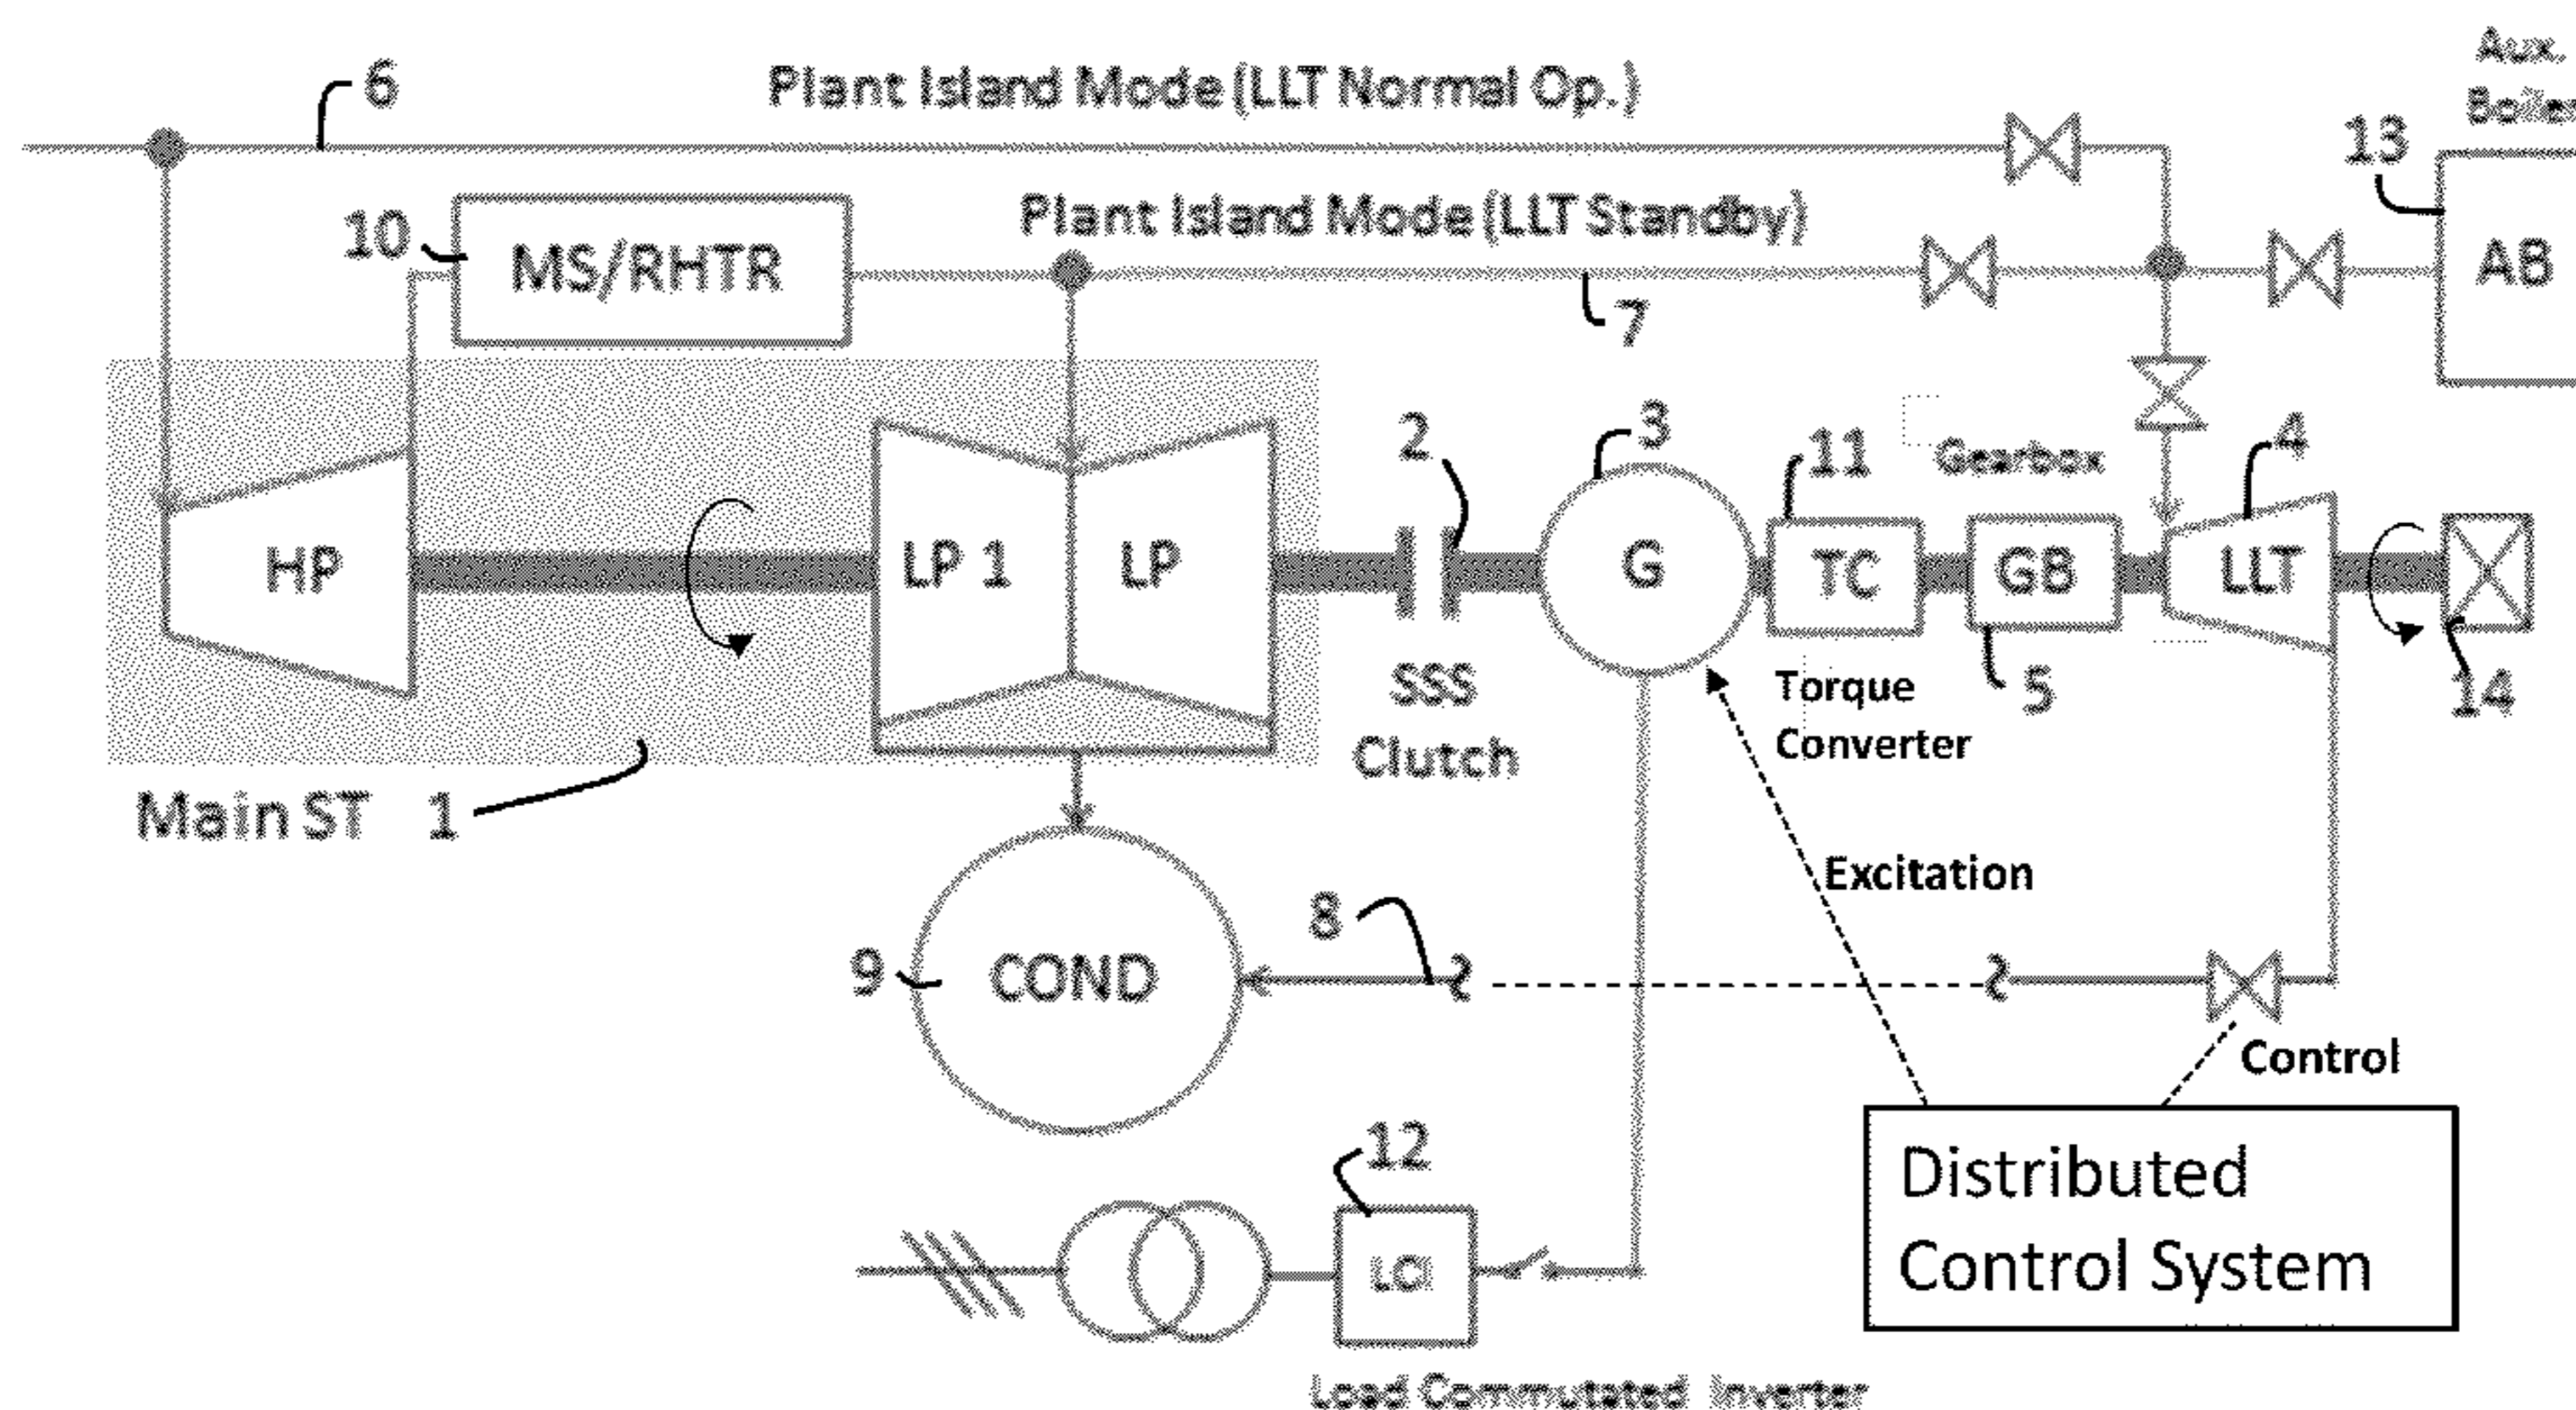 Aux.
Boiler
6
Plant Island Mode (LLT Normal Op.)
13
10
MS/RHTR
Plant Island Mode (LLT Standby)
AB
7
2
3
11
Gearbox
4
HP
LP 1
LP
G
TC
GB
LLT
SSS
Clutch
Torque
Converter
5
14
Main ST 1
Excitation
8
9
COND
Control
12
Distributed
Control System
LCI
Load Commutated Inverter